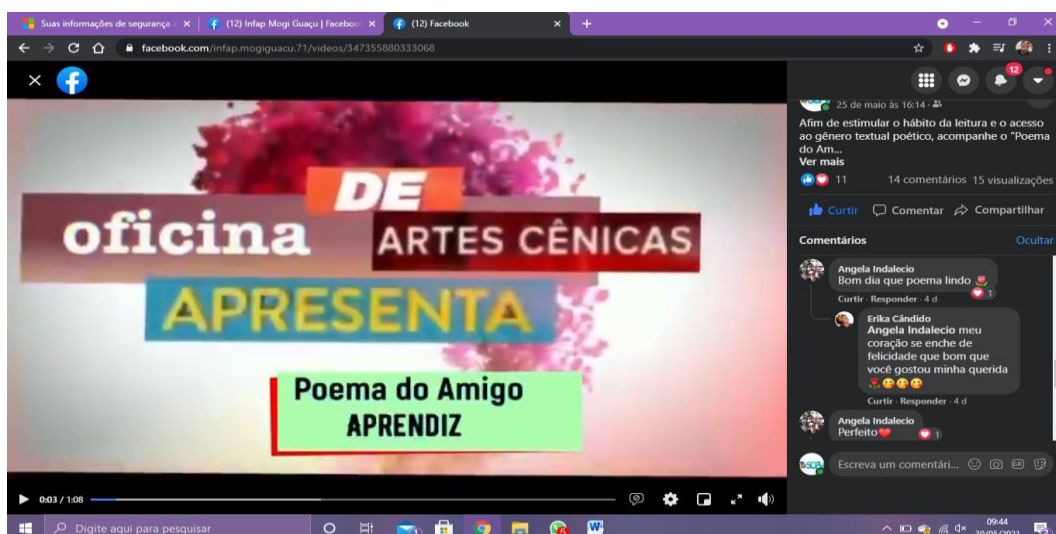 Suas informações de segurança
(12) Infap Mogi Guaçu | Faceboo
(12) Facebook
facebook.com/infap.mogiguacu.71/videos/347355880333068
12
DE
oficina
ARTES CÊNICAS
APRESENTA
Poema do Amigo
APRENDIZ
0:03 / 1:08
25 de maio às 16:14
Afim de estimular o hábito da leitura e o acesso
ao gênero textual poético, acompanhe o "Poema
do Am...
Ver mais
11 14 comentários 15 visualizações
Curtir Comentar Compartilhar
Comentários Ocultar
Angela Indalecio
Bom dia que poema lindo
1
Curtir · Responder · 4 d
Erika Cândido
Angela Indalecio meu
coração se enche de
felicidade que bom que
você gostou minha querida
Curtir · Responder · 4 d
Angela Indalecio
Perfeito
1
Escreva um comentári...
GIF
Digite aqui para pesquisar
09:44
30/05/2021